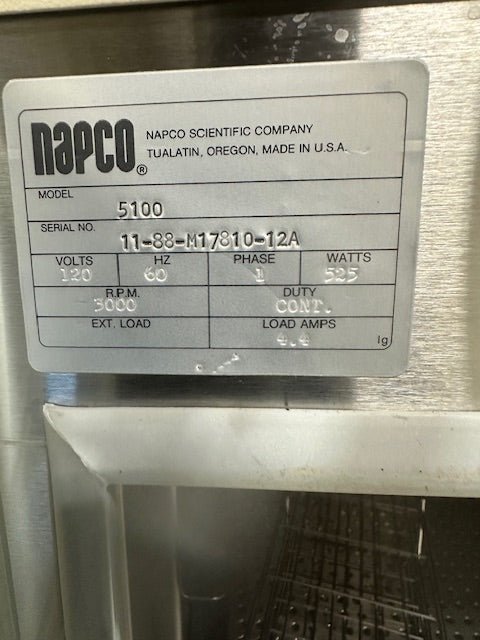 napco® NAPCO SCIENTIFIC COMPANY
TUALATIN, OREGON, MADE IN U.S.A.
MODEL
5100
SERIAL NO.
11-88-M17810-12A
VOLTS HZ PHASE WATTS
120 60 1 525
R.P.M. DUTY
3000 CONT.
EXT. LOAD LOAD AMPS
4.4 lg